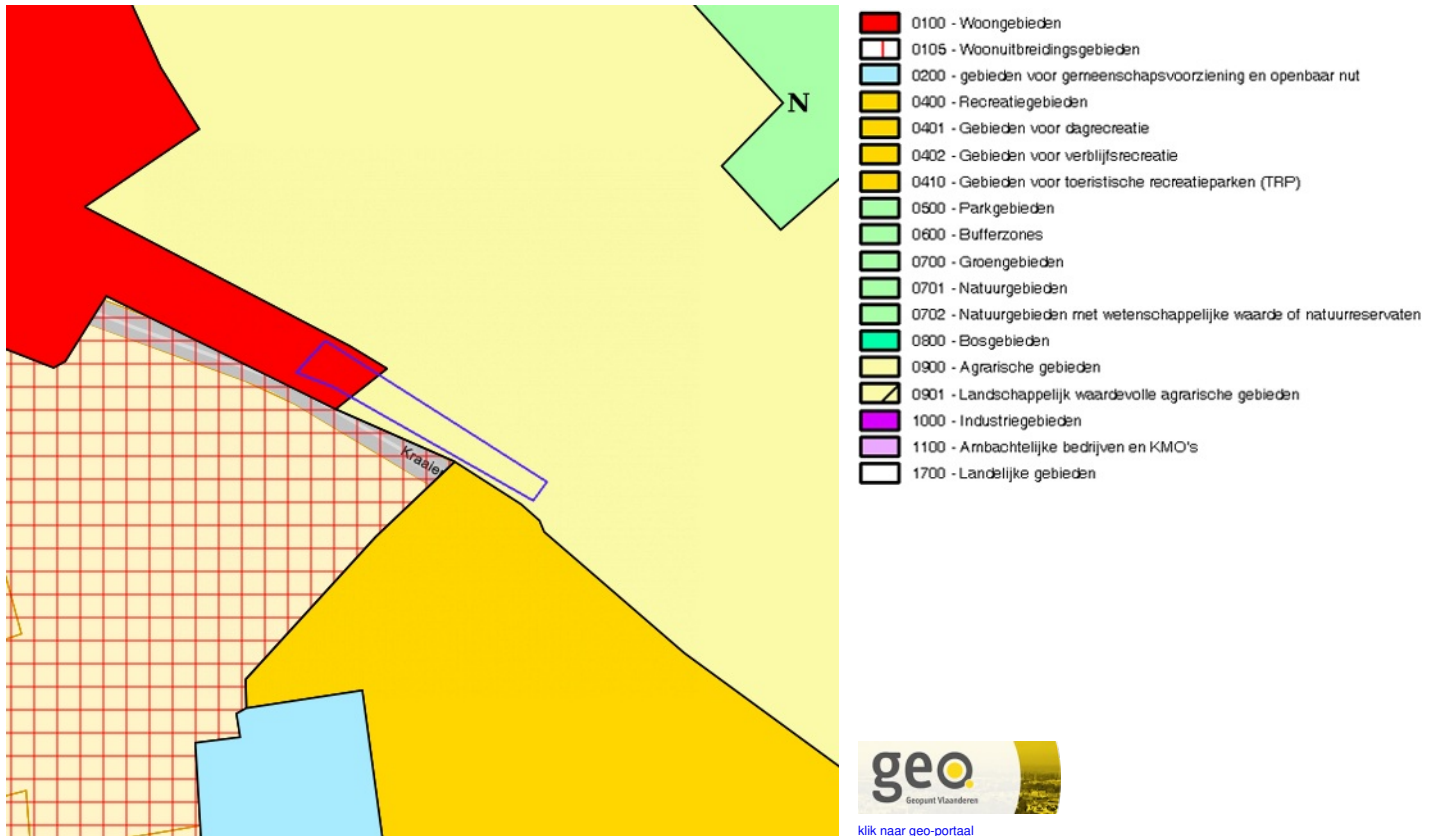 N
Kraaie
0100 - Woongebieden
0105 - Woonuitbreidingsgebieden
0200 - gebieden voor gemeenschapsvoorziening en openbaar nut
0400 - Recreatiegebieden
0401 - Gebieden voor dagrecreatie
0402 - Gebieden voor verblijfsrecreatie
0410 - Gebieden voor toeristische recreatieparken (TRP)
0500 - Parkgebieden
0600 - Bufferzones
0700 - Groengebieden
0701 - Natuurgebieden
0702 - Natuurgebieden met wetenschappelijke waarde of natuurreservaten
0800 - Bosgebieden
0900 - Agrarische gebieden
0901 - Landschappelijk waardevolle agrarische gebieden
1000 - Industriegebieden
1100 - Ambachtelijke bedrijven en KMO's
1700 - Landelijke gebieden
geo.
Geopunt Vlaanderen
klik naar geo-portaal